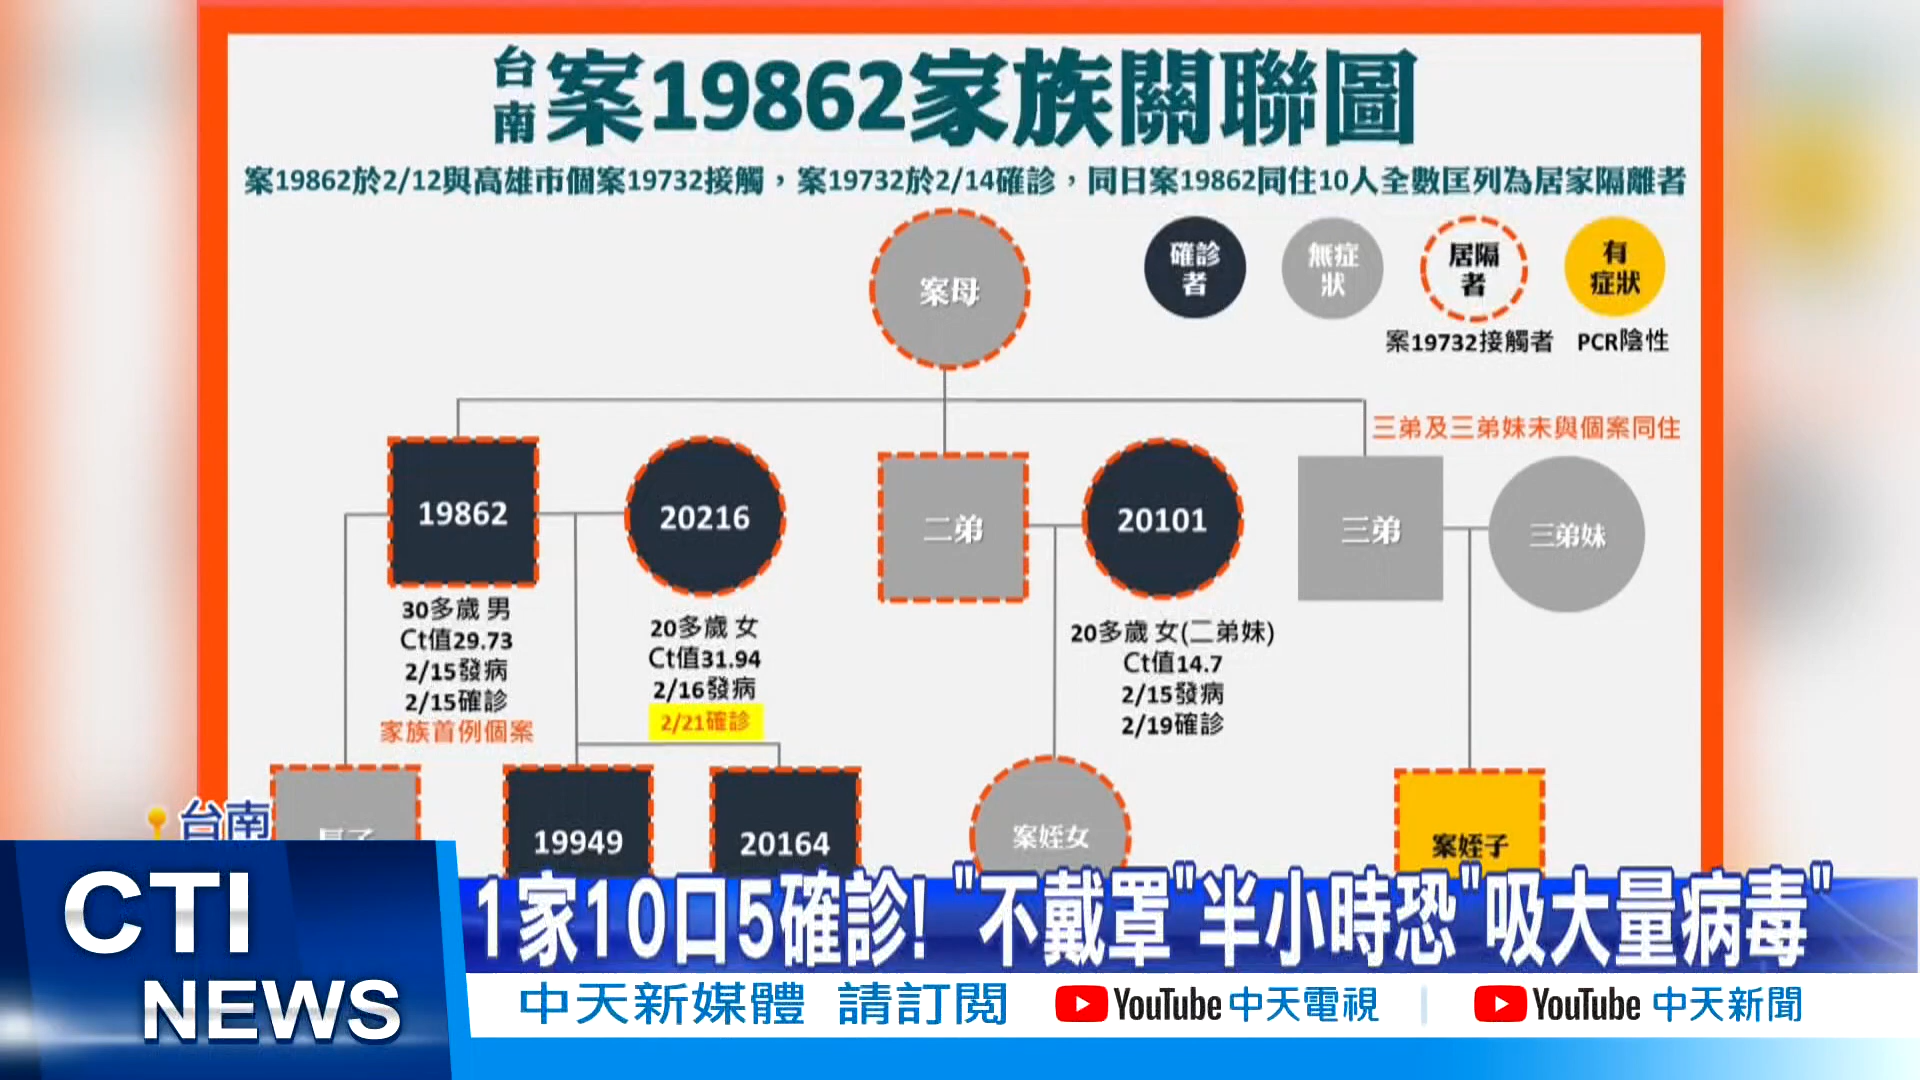 台南案19862家族關聯圖
案19862於2/12與高雄市個案19732接觸，案19732於2/14確診，同日案19862同住10人全數匡列為居家隔離者
案母
確診者
無症狀
居隔者
有症狀
案19732接觸者
PCR陰性
三弟及三弟妹未與個案同住
19862
20216
二弟
20101
三弟
三弟妹
30多歲 男
Ct值29.73
2/15發病
2/15確診
家族首例個案
20多歲 女
Ct值31.94
2/16發病
2/21確診
20多歲 女(二弟妹)
Ct值14.7
2/15發病
2/19確診
台南
19949
20164
案姪女
案姪子
CTI NEWS
1家10口5確診! "不戴罩"半小時恐"吸大量病毒"
中天新媒體 請訂閱 YouTube 中天電視 | YouTube 中天新聞